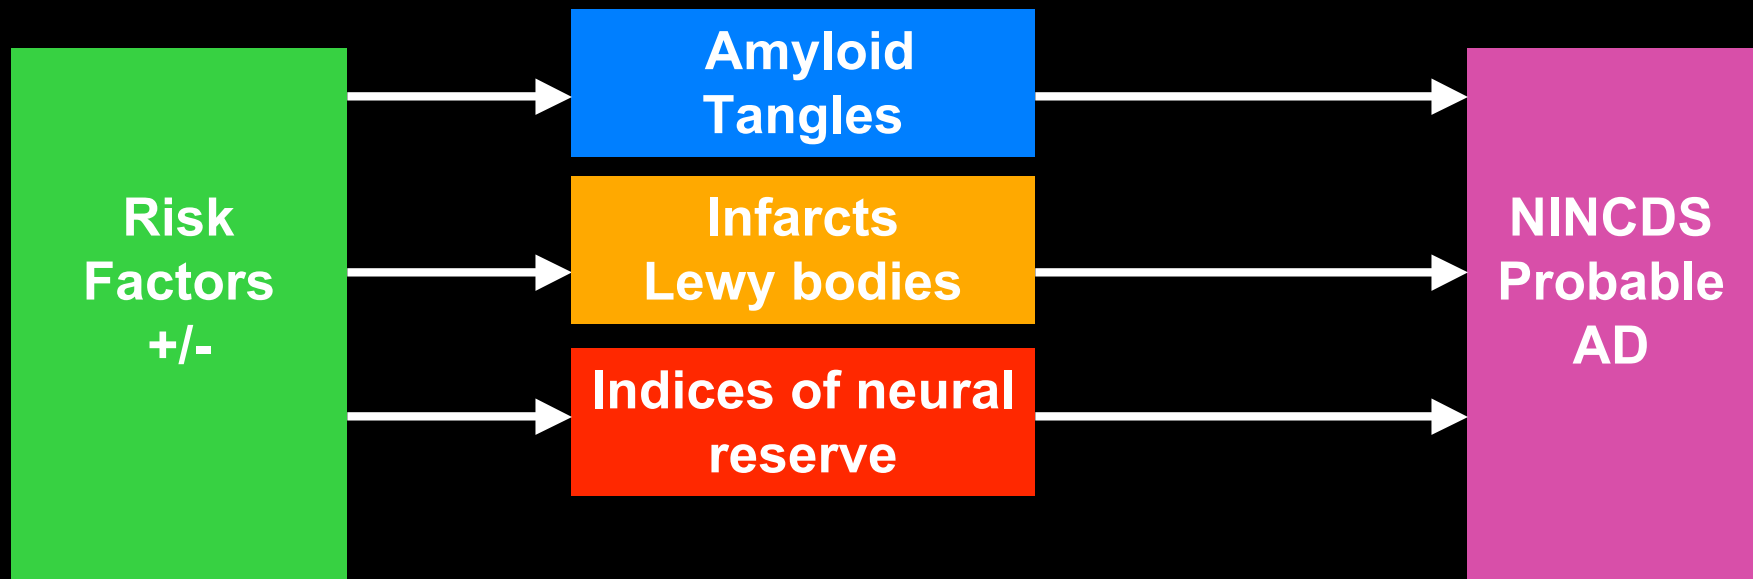 Risk
Factors
+/-
Amyloid
Tangles
Infarcts
Lewy bodies
Indices of neural
reserve
NINCDS
Probable
AD